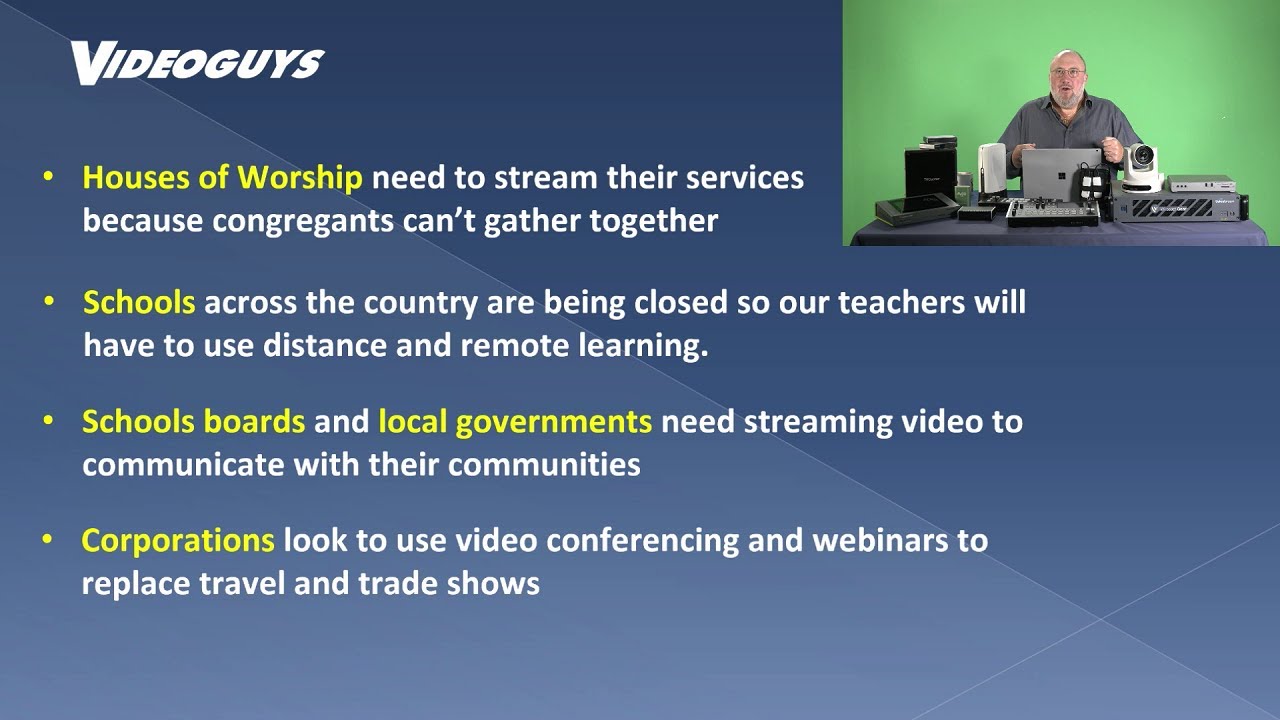 VIDEOGUYS
• Houses of Worship need to stream their services
because congregants can't gather together
• Schools across the country are being closed so our teachers will
have to use distance and remote learning.
• Schools boards and local governments need streaming video to
communicate with their communities
• Corporations look to use video conferencing and webinars to
replace travel and trade shows